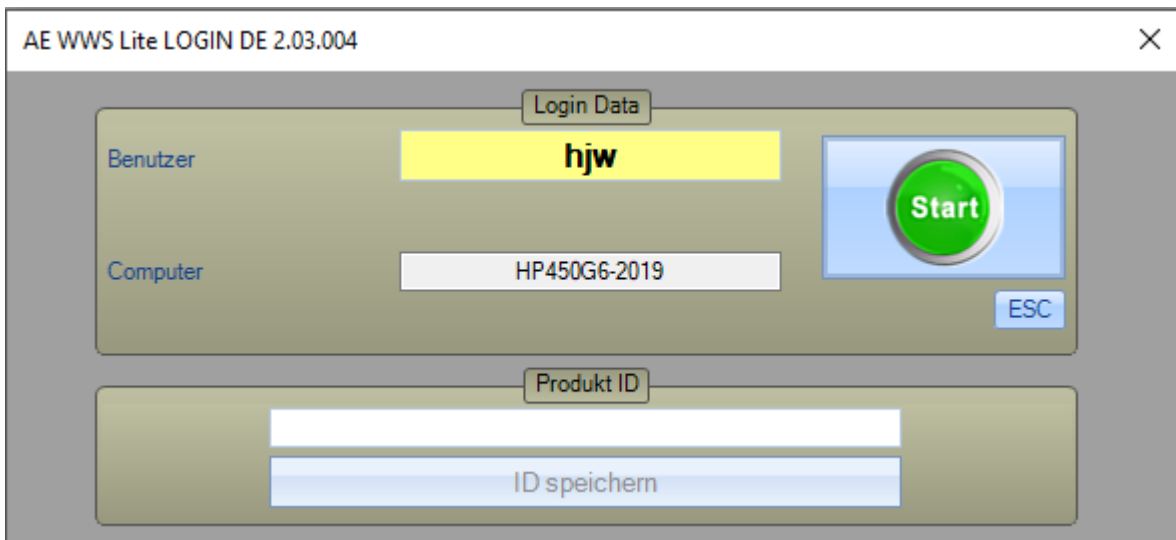 AE WWS Lite LOGIN DE 2.03.004
Login Data
Benutzer
hjw
Start
Computer
HP450G6-2019
ESC
Produkt ID
ID speichern